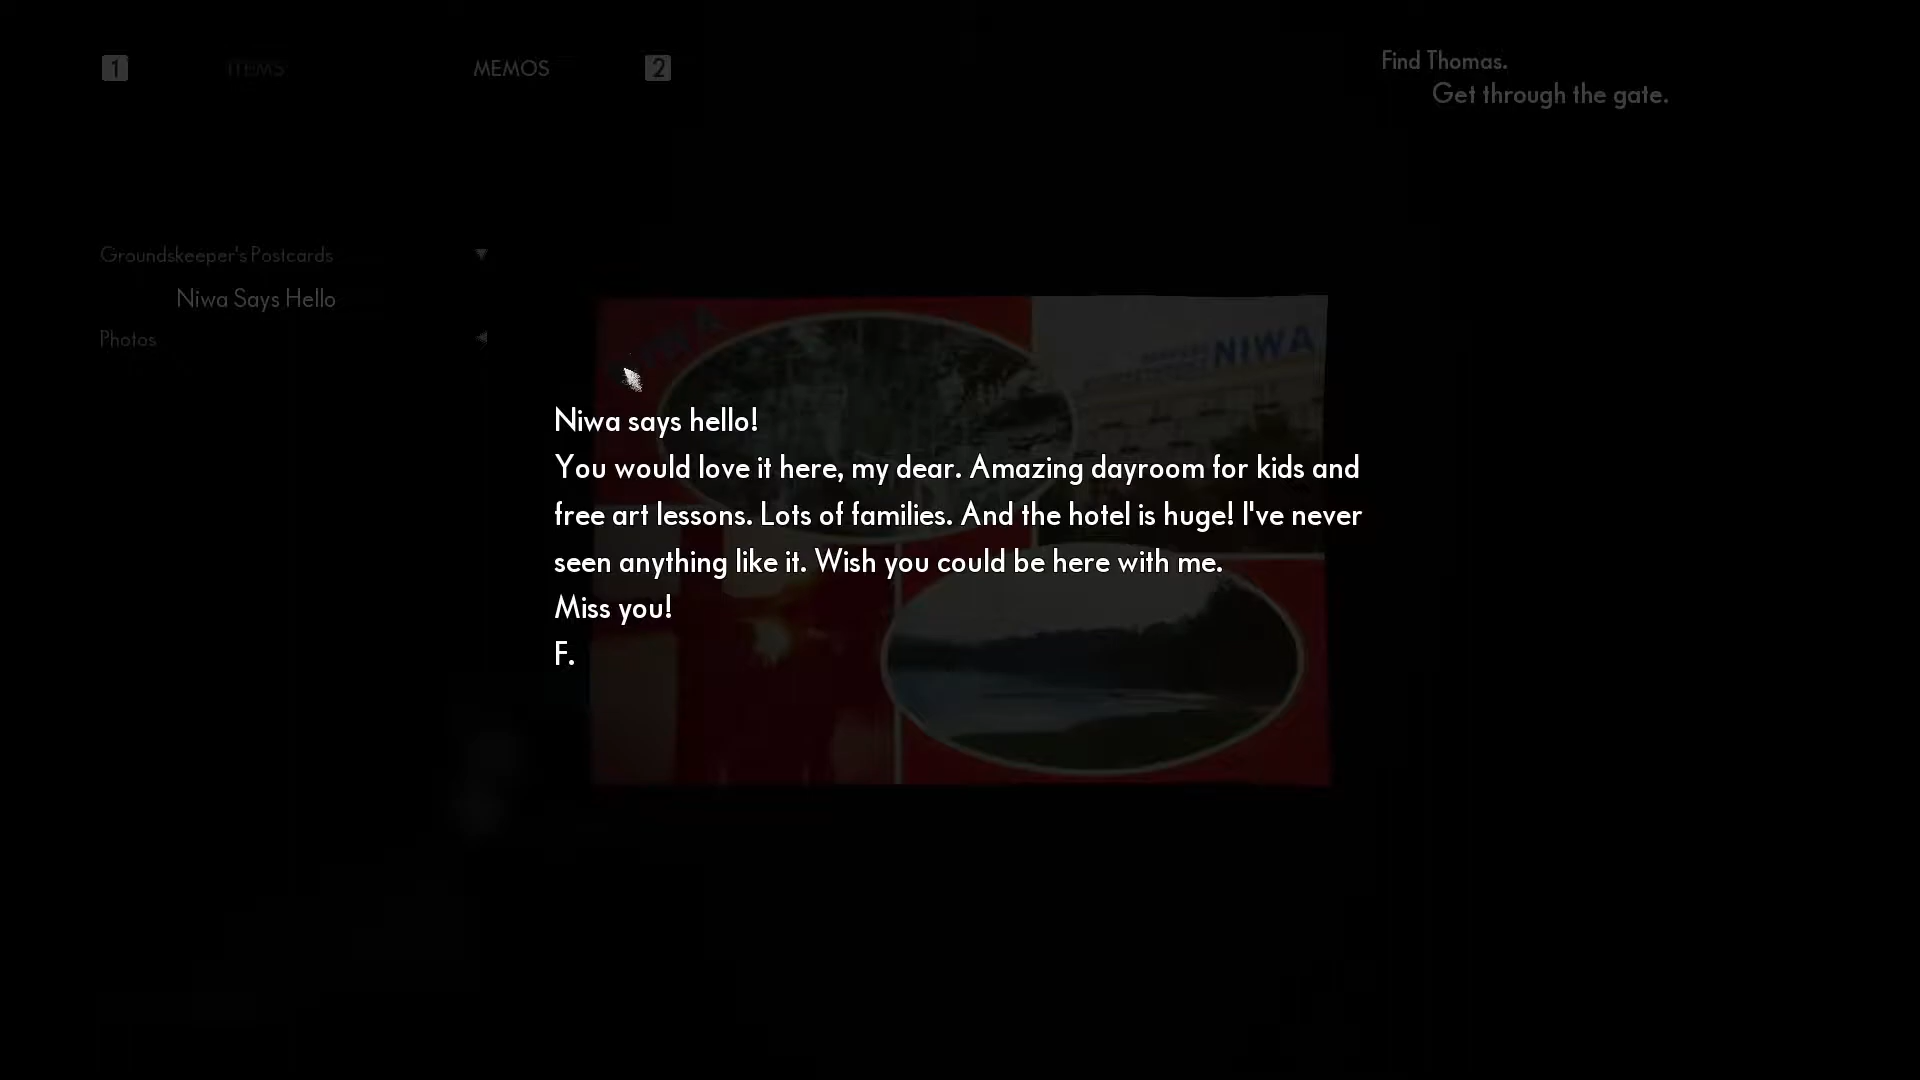 1 ITEMS MEMOS 2
Find Thomas.
Get through the gate.
Groundskeeper's Postcards
Niwa Says Hello
Photos
NIWA
NIWA
Niwa says hello!
You would love it here, my dear. Amazing dayroom for kids and
free art lessons. Lots of families. And the hotel is huge! I've never
seen anything like it. Wish you could be here with me.
Miss you!
F.